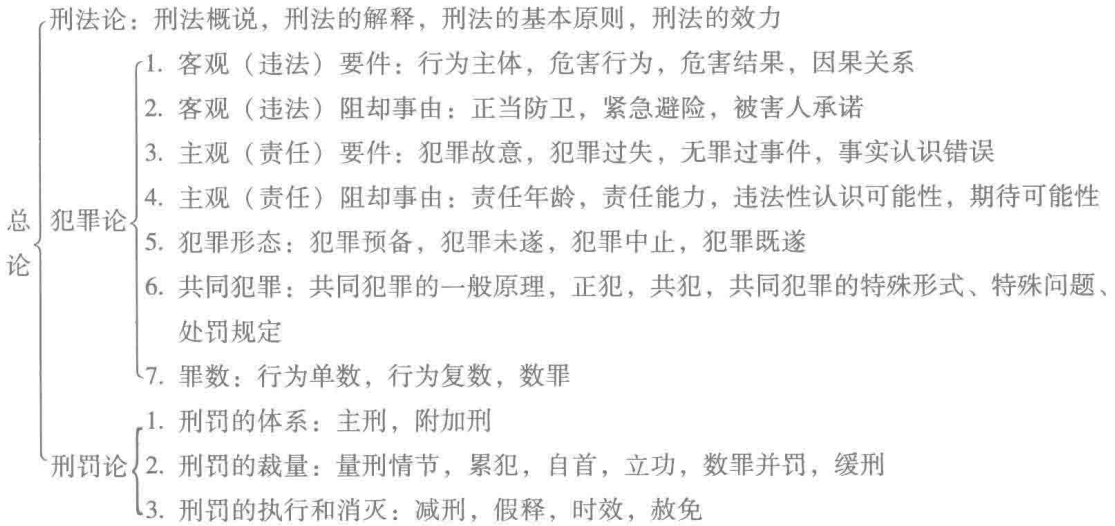 刑法论：刑法概说，刑法的解释，刑法的基本原则，刑法的效力
1. 客观（违法）要件：行为主体，危害行为，危害结果，因果关系
2. 客观（违法）阻却事由：正当防卫，紧急避险，被害人承诺
3. 主观（责任）要件：犯罪故意，犯罪过失，无罪过事件，事实认识错误
4. 主观（责任）阻却事由：责任年龄，责任能力，违法性认识可能性，期待可能性
总论
犯罪论
5. 犯罪形态：犯罪预备，犯罪未遂，犯罪中止，犯罪既遂
6. 共同犯罪：共同犯罪的一般原理，正犯，共犯，共同犯罪的特殊形式、特殊问题、
处罚规定
7. 罪数：行为单数，行为复数，数罪
1. 刑罚的体系：主刑，附加刑
刑罚论
2. 刑罚的裁量：量刑情节，累犯，自首，立功，数罪并罚，缓刑
3. 刑罚的执行和消灭：减刑，假释，时效，赦免